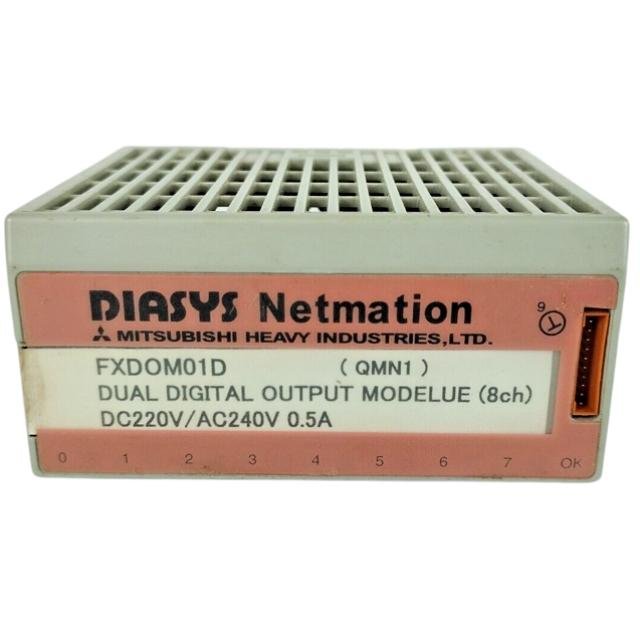 DIASYS Netmation
MITSUBISHI HEAVY INDUSTRIES,LTD.
9
FXDOM01D (QMN1)
DUAL DIGITAL OUTPUT MODELUE (8ch)
DC220V/AC240V 0.5A
0 1 2 3 4 5 6 7 OK